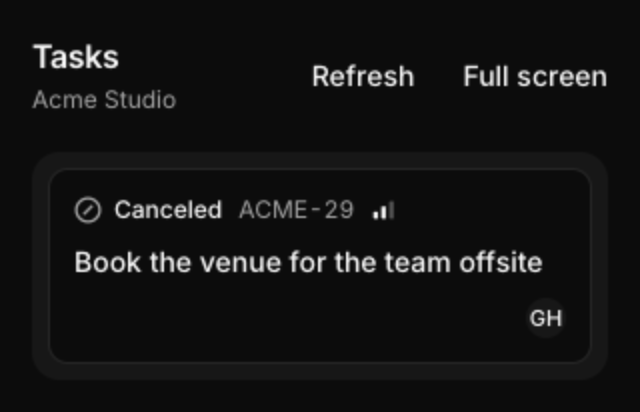 Tasks
Acme Studio
Refresh Full screen
Canceled ACME-29
Book the venue for the team offsite
GH